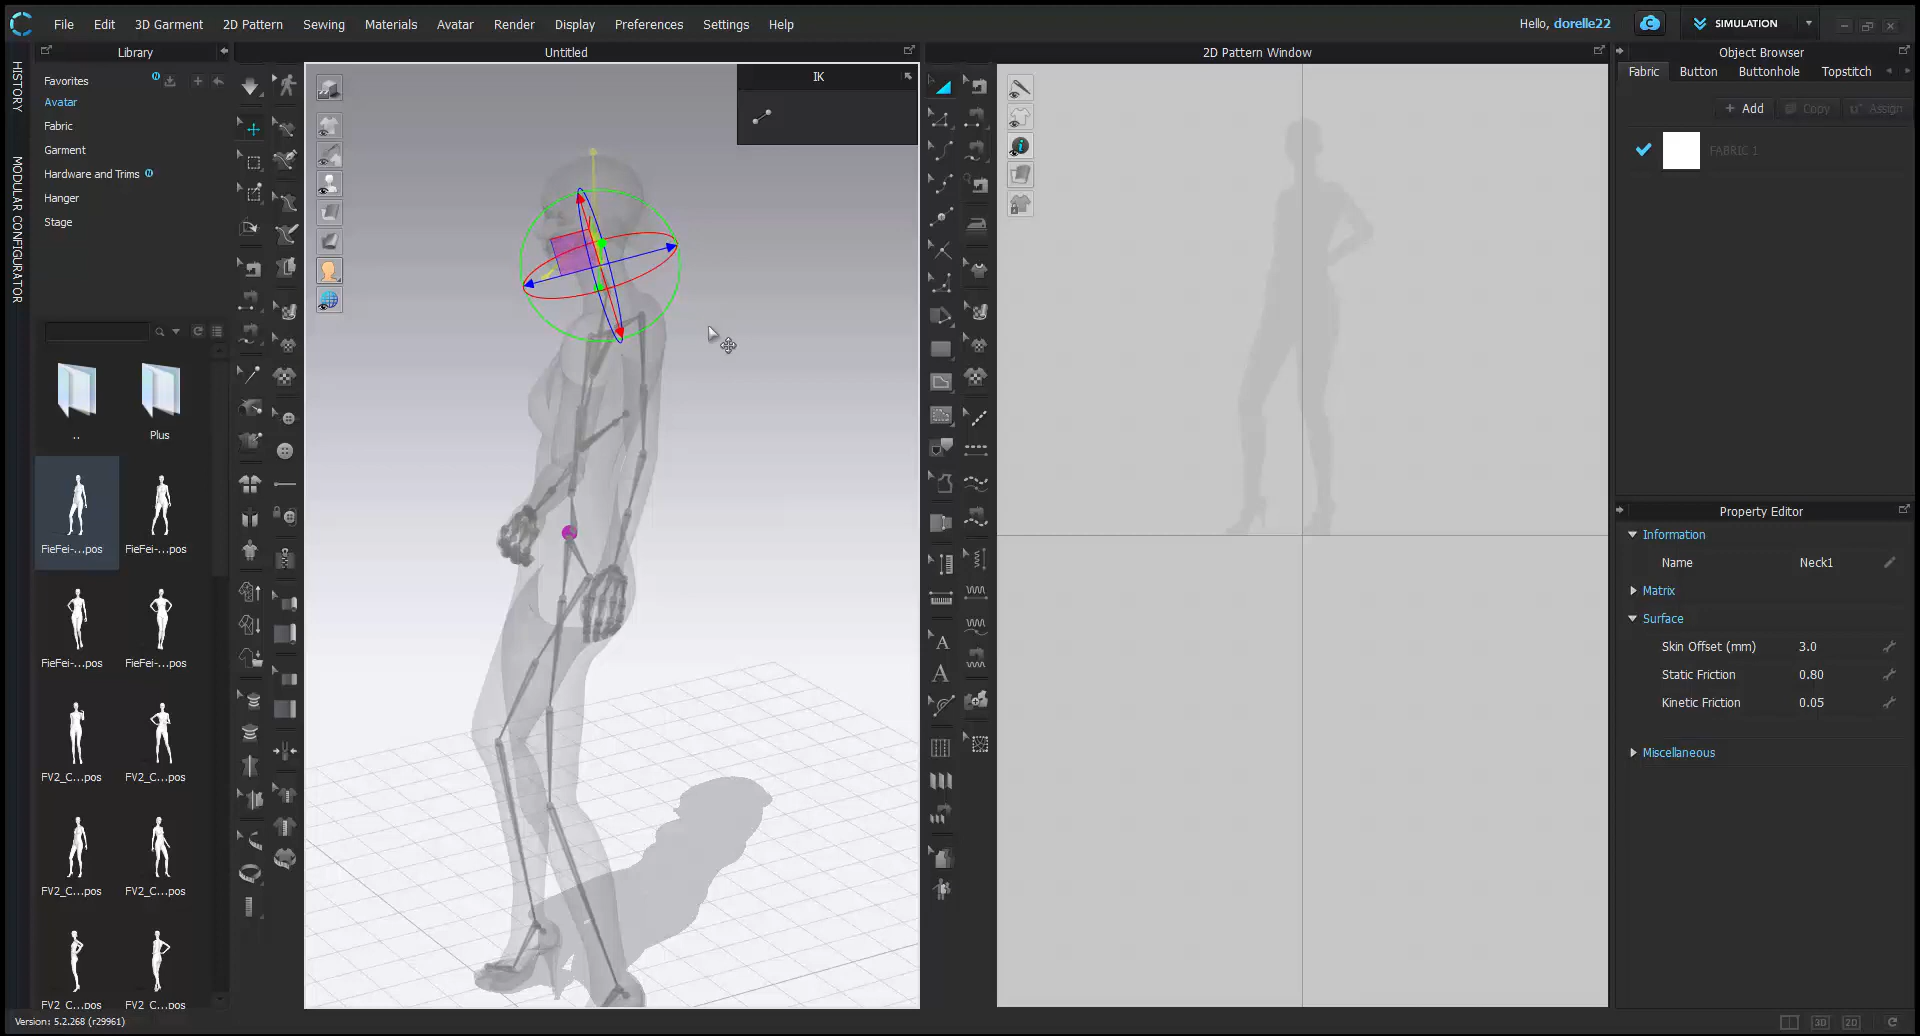 File Edit 3D Garment 2D Pattern Sewing Materials Avatar Render Display Preferences Settings Help
Hello, dorelle22
SIMULATION
HISTORY
MODULAR CONFIGURATOR
Library
Favorites
Avatar
Fabric
Garment
Hardware and Trims
Hanger
Stage
..
Plus
FieFei-...pos
FieFei-...pos
FieFei-...pos
FieFei-...pos
FV2_C...pos
FV2_C...pos
FV2_C...pos
FV2_C...pos
FV2_C...pos
FV2_C...pos
Version: 5.2.268 (r29961)
Untitled
IK
2D Pattern Window
A
A
Object Browser
Fabric Button Buttonhole Topstitch
+ Add Copy Assign
FABRIC 1
Property Editor
Information
Name Neck1
Matrix
Surface
Skin Offset (mm) 3.0
Static Friction 0.80
Kinetic Friction 0.05
Miscellaneous
3D 2D